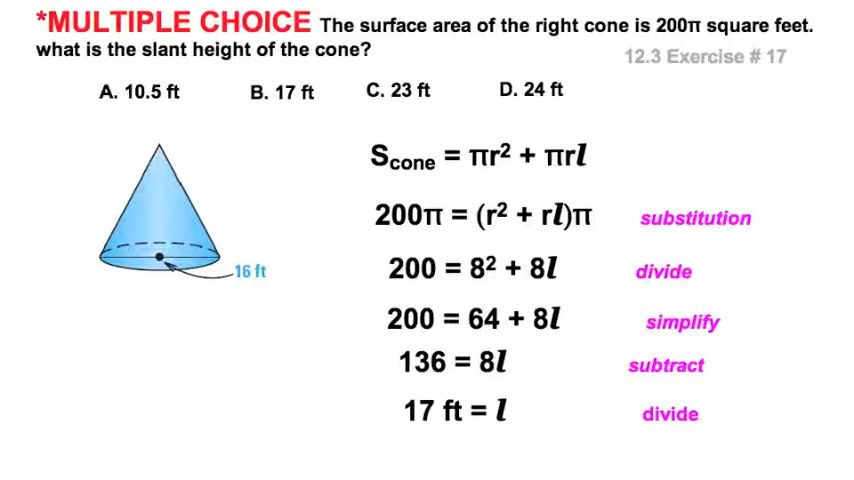 *MULTIPLE CHOICE The surface area of the right cone is 200π square feet.
what is the slant height of the cone?
12.3 Exercise # 17
A. 10.5 ft B. 17 ft C. 23 ft D. 24 ft
S_cone = πr² + πrl
200π = (r² + rl)π substitution
200 = 8² + 8l divide
16 ft
200 = 64 + 8l simplify
136 = 8l subtract
17 ft = l divide